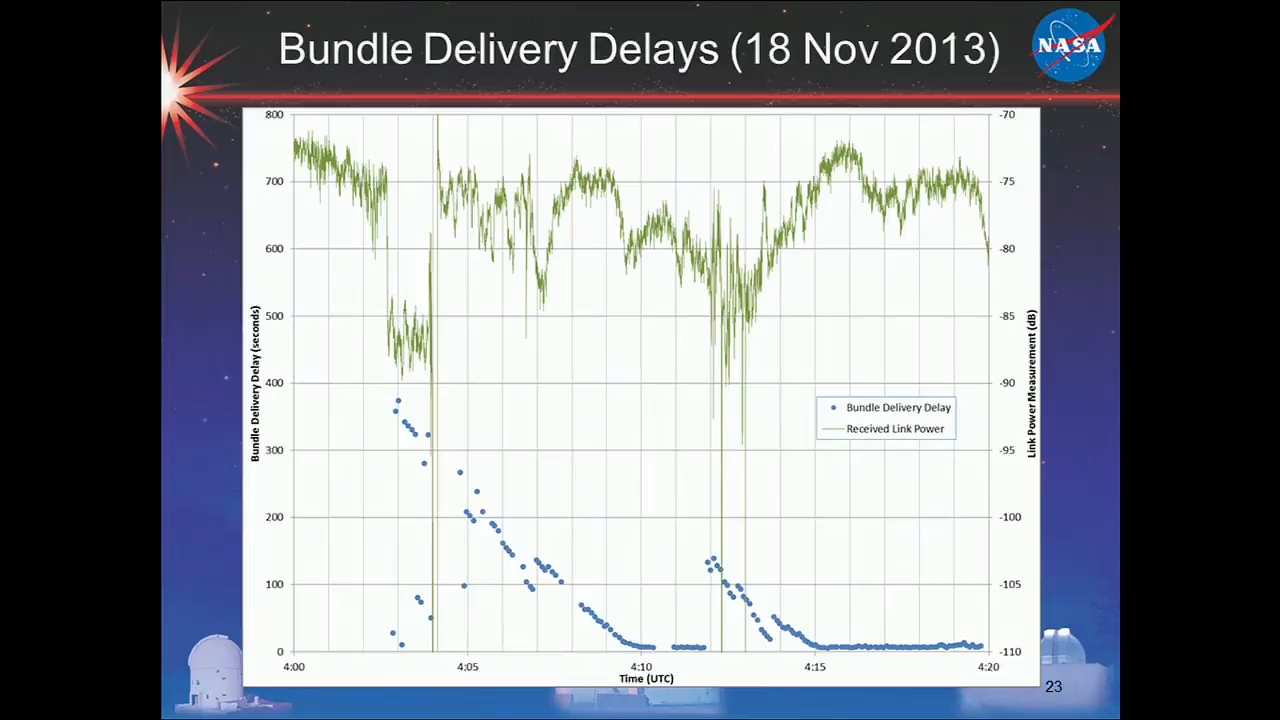 Bundle Delivery Delays (18 Nov 2013)
NASA
800
700
600
500
400
300
200
100
0
Bundle Delivery Delay (seconds)
-70
-75
-80
-85
-90
-95
-100
-105
-110
Link Power Measurement (dB)
Bundle Delivery Delay
Received Link Power
4:00 4:05 4:10 4:15 4:20
Time (UTC)
23